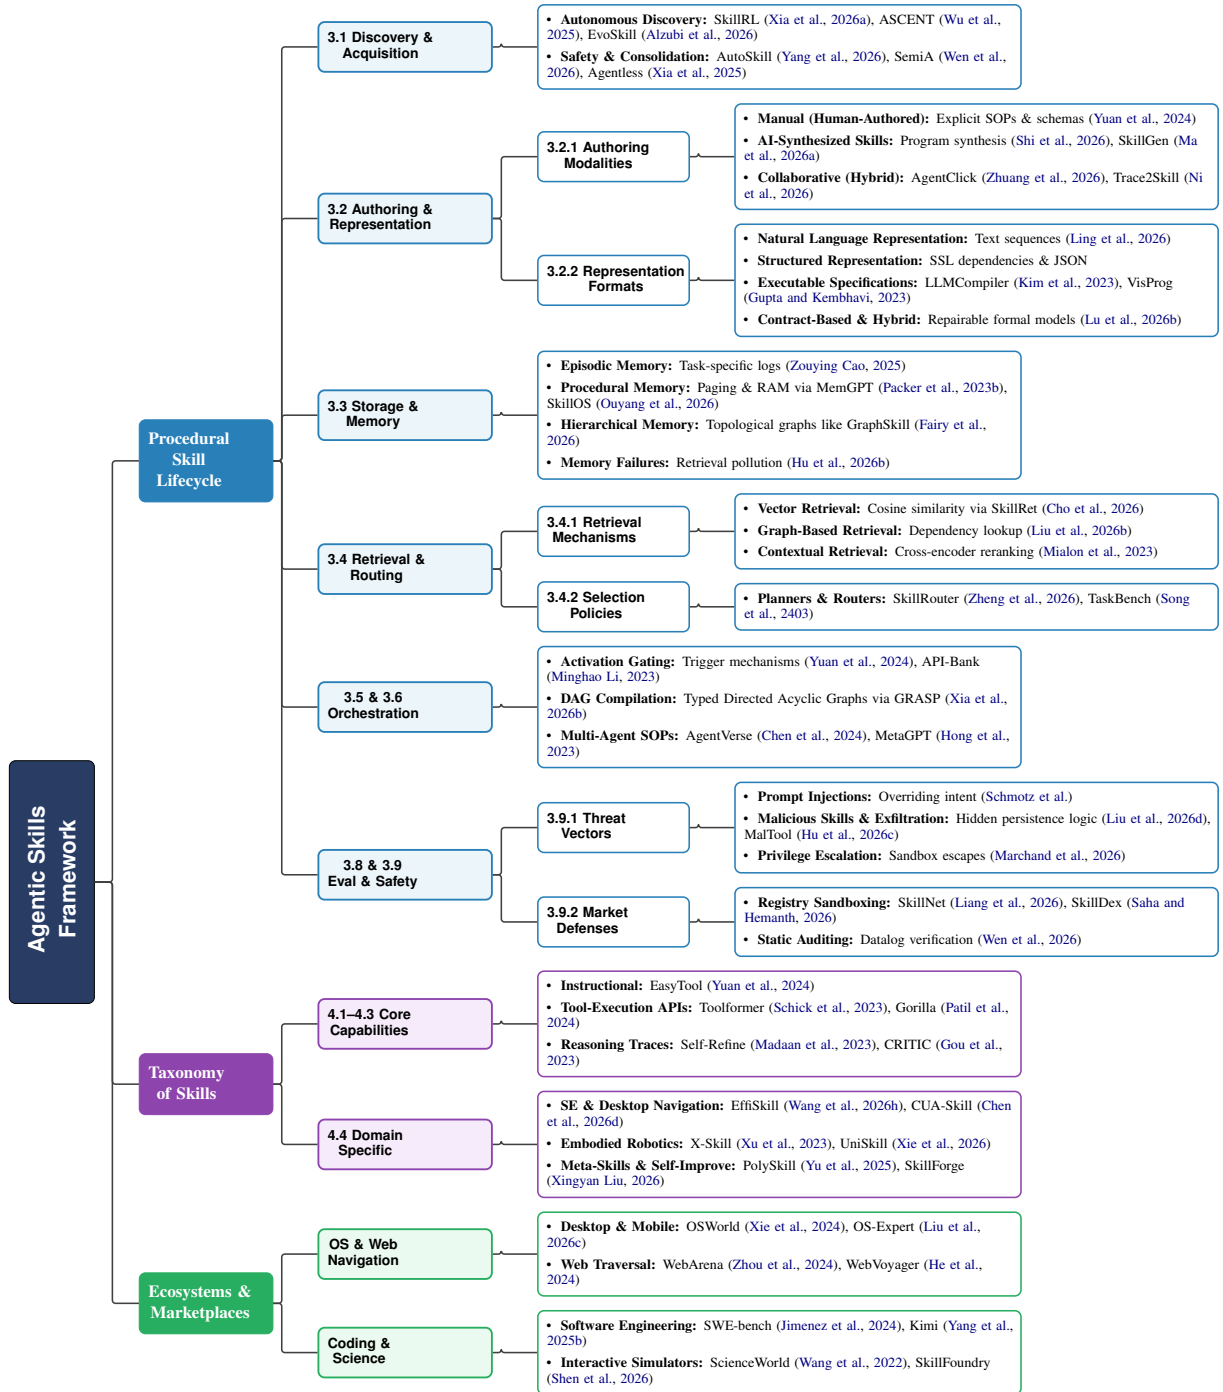 Agentic Skills
Framework
Procedural
Skill
Lifecycle
3.1 Discovery &
Acquisition
• Autonomous Discovery: SkillRL (Xia et al., 2026a), ASCENT (Wu et al.,
2025), EvoSkill (Alzubi et al., 2026)
• Safety & Consolidation: AutoSkill (Yang et al., 2026), SemiA (Wen et al.,
2026), Agentless (Xia et al., 2025)
3.2 Authoring &
Representation
3.2.1 Authoring
Modalities
• Manual (Human-Authored): Explicit SOPs & schemas (Yuan et al., 2024)
• AI-Synthesized Skills: Program synthesis (Shi et al., 2026), SkillGen (Ma
et al., 2026a)
• Collaborative (Hybrid): AgentClick (Zhuang et al., 2026), Trace2Skill (Ni
et al., 2026)
3.2.2 Representation
Formats
• Natural Language Representation: Text sequences (Ling et al., 2026)
• Structured Representation: SSL dependencies & JSON
• Executable Specifications: LLMCompiler (Kim et al., 2023), VisProg
(Gupta and Kembhavi, 2023)
• Contract-Based & Hybrid: Repairable formal models (Lu et al., 2026b)
3.3 Storage &
Memory
• Episodic Memory: Task-specific logs (Zouying Cao, 2025)
• Procedural Memory: Paging & RAM via MemGPT (Packer et al., 2023b),
SkillOS (Ouyang et al., 2026)
• Hierarchical Memory: Topological graphs like GraphSkill (Fairy et al.,
2026)
• Memory Failures: Retrieval pollution (Hu et al., 2026b)
3.4 Retrieval &
Routing
3.4.1 Retrieval
Mechanisms
• Vector Retrieval: Cosine similarity via SkillRet (Cho et al., 2026)
• Graph-Based Retrieval: Dependency lookup (Liu et al., 2026b)
• Contextual Retrieval: Cross-encoder reranking (Mialon et al., 2023)
3.4.2 Selection
Policies
• Planners & Routers: SkillRouter (Zheng et al., 2026), TaskBench (Song
et al., 2403)
3.5 & 3.6
Orchestration
• Activation Gating: Trigger mechanisms (Yuan et al., 2024), API-Bank
(Minghao Li, 2023)
• DAG Compilation: Typed Directed Acyclic Graphs via GRASP (Xia et al.,
2026b)
• Multi-Agent SOPs: AgentVerse (Chen et al., 2024), MetaGPT (Hong et al.,
2023)
3.8 & 3.9
Eval & Safety
3.9.1 Threat
Vectors
• Prompt Injections: Overriding intent (Schmotz et al.)
• Malicious Skills & Exfiltration: Hidden persistence logic (Liu et al., 2026d),
MalTool (Hu et al., 2026c)
• Privilege Escalation: Sandbox escapes (Marchand et al., 2026)
3.9.2 Market
Defenses
• Registry Sandboxing: SkillNet (Liang et al., 2026), SkillDex (Saha and
Hemanth, 2026)
• Static Auditing: Datalog verification (Wen et al., 2026)
Taxonomy
of Skills
4.1–4.3 Core
Capabilities
• Instructional: EasyTool (Yuan et al., 2024)
• Tool-Execution APIs: Toolformer (Schick et al., 2023), Gorilla (Patil et al.,
2024)
• Reasoning Traces: Self-Refine (Madaan et al., 2023), CRITIC (Gou et al.,
2023)
4.4 Domain
Specific
• SE & Desktop Navigation: EffiSkill (Wang et al., 2026h), CUA-Skill (Chen
et al., 2026d)
• Embodied Robotics: X-Skill (Xu et al., 2023), UniSkill (Xie et al., 2026)
• Meta-Skills & Self-Improve: PolySkill (Yu et al., 2025), SkillForge
(Xingyan Liu, 2026)
Ecosystems &
Marketplaces
OS & Web
Navigation
• Desktop & Mobile: OSWorld (Xie et al., 2024), OS-Expert (Liu et al.,
2026c)
• Web Traversal: WebArena (Zhou et al., 2024), WebVoyager (He et al.,
2024)
Coding &
Science
• Software Engineering: SWE-bench (Jimenez et al., 2024), Kimi (Yang et al.,
2025b)
• Interactive Simulators: ScienceWorld (Wang et al., 2022), SkillFoundry
(Shen et al., 2026)